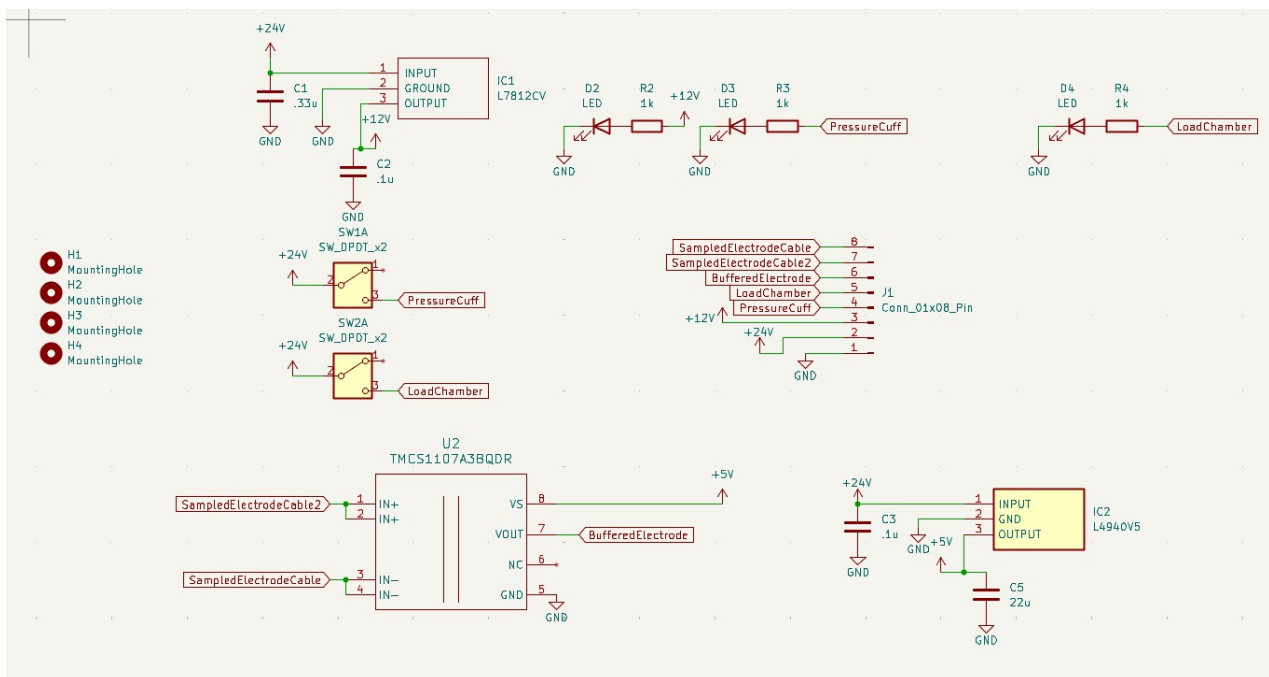 +24V
C1
.33u
GND
1 INPUT
2 GROUND
3 OUTPUT
IC1
L7812CV
GND
+12V
C2
.1u
GND
D2
LED
R2
1k
+12V
GND
D3
LED
R3
1k
PressureCuff
GND
D4
LED
R4
1k
LoadChamber
GND
H1
MountingHole
H2
MountingHole
H3
MountingHole
H4
MountingHole
SW1A
SW_DPDT_x2
+24V
2
1
3
PressureCuff
SW2A
SW_DPDT_x2
+24V
2
1
3
LoadChamber
SampledElectrodeCable 8
SampledElectrodeCable2 7
BufferedElectrode 6
LoadChamber 5
PressureCuff 4
+12V 3
+24V 2
GND 1
J1
Conn_01x08_Pin
U2
TMCS1107A3BQDR
SampledElectrodeCable2
1 IN+
2 IN+
SampledElectrodeCable
3 IN-
4 IN-
VS 8
+5V
VOUT 7
BufferedElectrode
NC 6
GND 5
GND
+24V
C3
.1u
GND
1 INPUT
2 GND
3 OUTPUT
IC2
L4940V5
GND
+5V
C5
22u
GND